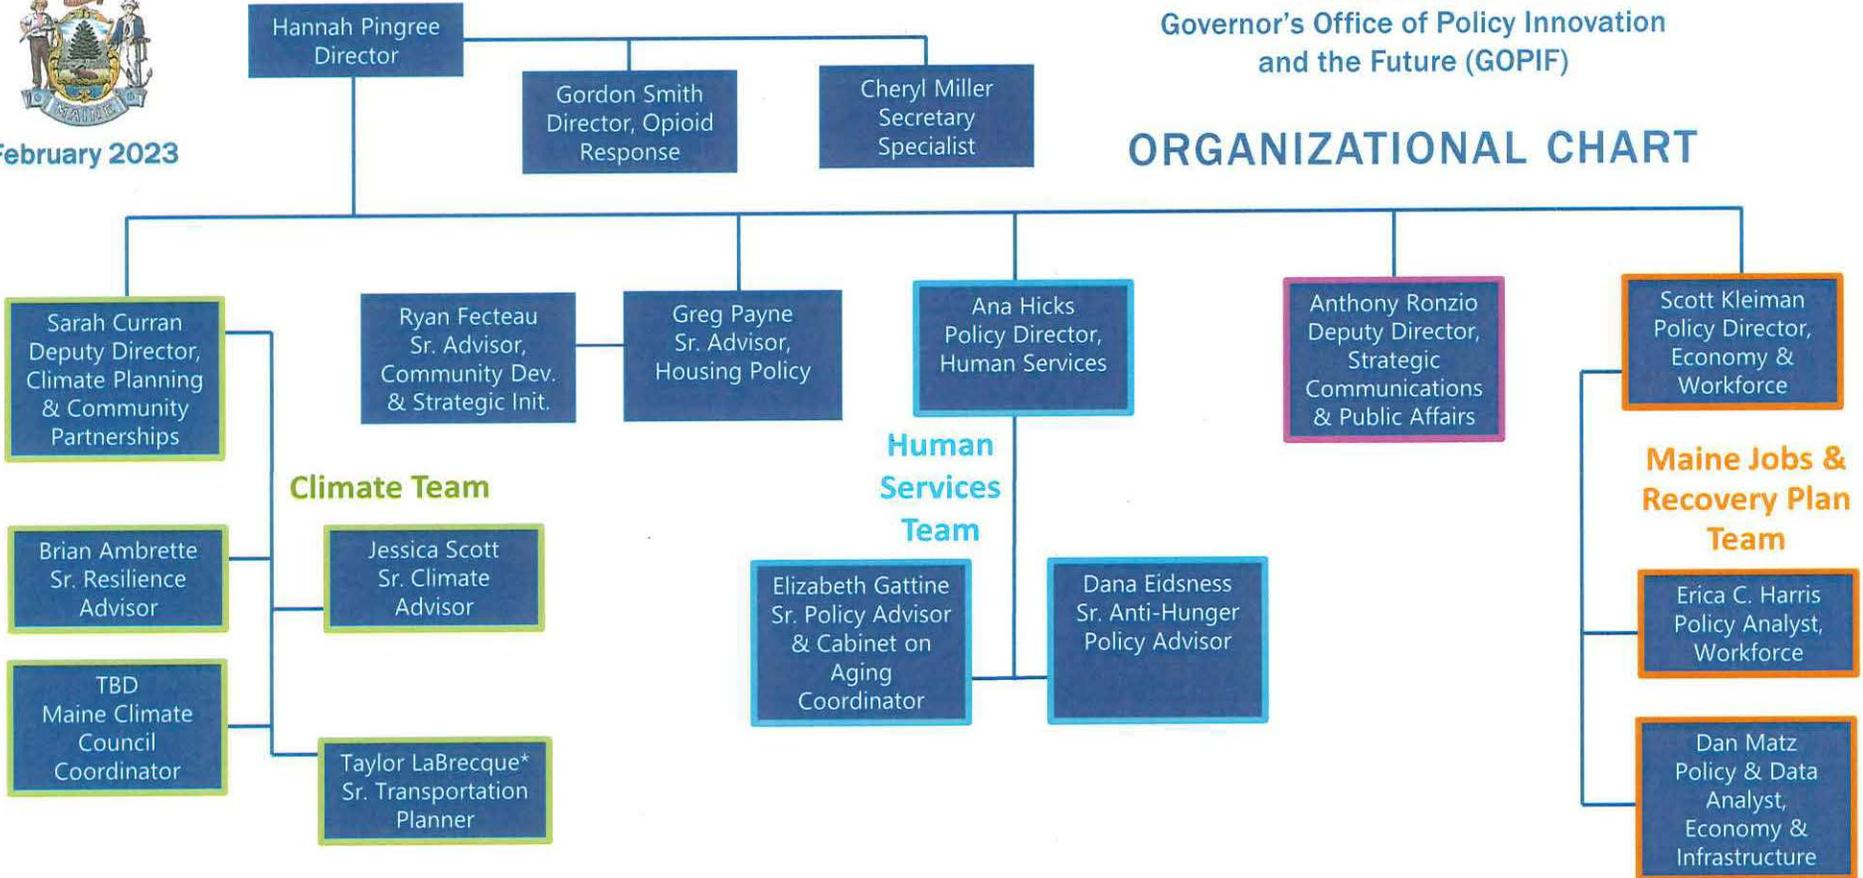 MAINE
February 2023
Governor's Office of Policy Innovation
and the Future (GOPIF)
ORGANIZATIONAL CHART
Hannah Pingree
Director
Gordon Smith
Director, Opioid
Response
Cheryl Miller
Secretary
Specialist
Sarah Curran
Deputy Director,
Climate Planning
& Community
Partnerships
Ryan Fecteau
Sr. Advisor,
Community Dev.
& Strategic Init.
Greg Payne
Sr. Advisor,
Housing Policy
Ana Hicks
Policy Director,
Human Services
Anthony Ronzio
Deputy Director,
Strategic
Communications
& Public Affairs
Scott Kleiman
Policy Director,
Economy &
Workforce
Climate Team
Brian Ambrette
Sr. Resilience
Advisor
Jessica Scott
Sr. Climate
Advisor
TBD
Maine Climate
Council
Coordinator
Taylor LaBrecque*
Sr. Transportation
Planner
Human
Services
Team
Elizabeth Gattine
Sr. Policy Advisor
& Cabinet on
Aging
Coordinator
Dana Eidsness
Sr. Anti-Hunger
Policy Advisor
Maine Jobs &
Recovery Plan
Team
Erica C. Harris
Policy Analyst,
Workforce
Dan Matz
Policy & Data
Analyst,
Economy &
Infrastructure